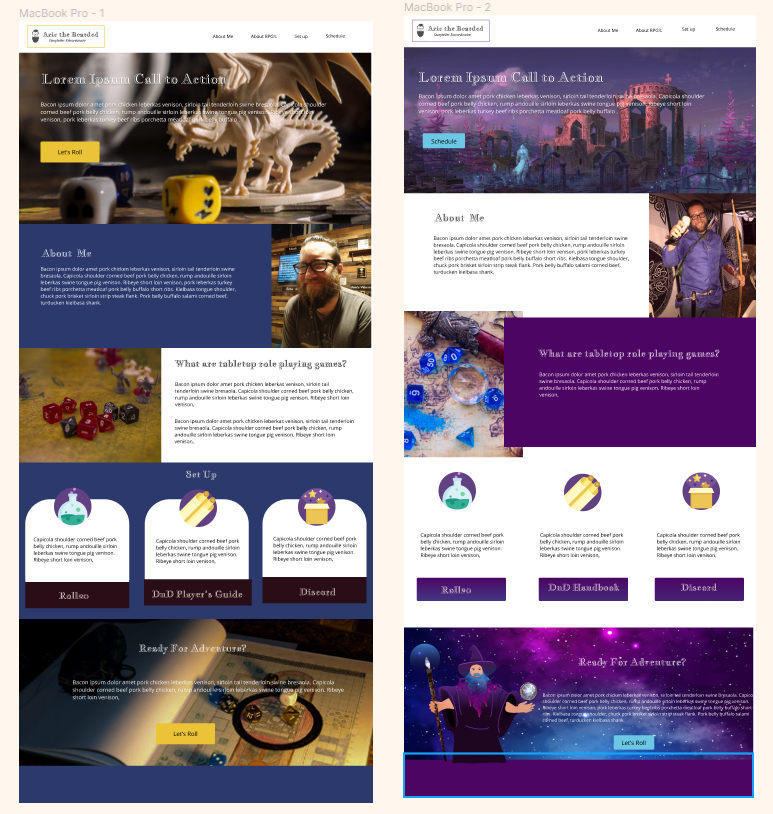 MacBook Pro - 1
Aric the Bearded
Storyteller Extraordinaire
About Me
About RPG's
Set up
Schedule
Lorem Ipsum Call to Action
Bacon ipsum dolor amet pork chicken leberkas venison, sirloin tail tenderloin swine bresaola. Capicola shoulder
corned beef pork belly chicken, rump andouille sirloin leberkas swine tongue pig venison. Ribeye short loin
venison, pork leberkas turkey beef ribs porchetta meatloaf pork belly buffalo
Let's Roll
About Me
Bacon ipsum dolor amet pork chicken leberkas venison, sirloin tail tenderloin swine
bresaola. Capicola shoulder corned beef pork belly chicken, rump andouille sirloin
leberkas swine tongue pig venison. Ribeye short loin venison, pork leberkas turkey
beef ribs porchetta meatloaf pork belly buffalo short ribs. Kielbasa tongue shoulder,
chuck pork brisket sirloin strip steak flank. Pork belly buffalo salami corned beef,
turducken kielbasa shank.
What are tabletop role playing games?
Bacon ipsum dolor amet pork chicken leberkas venison, sirloin tail
tenderloin swine bresaola. Capicola shoulder corned beef pork belly chicken,
rump andouille sirloin leberkas swine tongue pig venison. Ribeye short loin
venison,
Bacon ipsum dolor amet pork chicken leberkas venison, sirloin tail tenderloin
swine bresaola. Capicola shoulder corned beef pork belly chicken, rump
andouille sirloin leberkas swine tongue pig venison. Ribeye short loin
venison,
Set Up
Capicola shoulder corned beef pork
belly chicken, rump andouille sirloin
leberkas swine tongue pig venison.
Ribeye short loin venison,
Roll20
Capicola shoulder corned beef pork
belly chicken, rump andouille sirloin
leberkas swine tongue pig venison.
Ribeye short loin venison,
DnD Player's Guide
Capicola shoulder corned beef pork
belly chicken, rump andouille sirloin
leberkas swine tongue pig venison.
Ribeye short loin venison,
Discord
Ready For Adventure?
Bacon ipsum dolor amet pork chicken leberkas venison, sirloin tail tenderloin swine bresaola. Capicola
shoulder corned beef pork belly chicken, rump andouille sirloin leberkas swine tongue pig venison. Ribeye
short loin venison,
Let's Roll
MacBook Pro - 2
Aric the Bearded
Storyteller Extraordinaire
About Me
About RPG's
Set up
Schedule
Lorem Ipsum Call to Action
Bacon ipsum dolor amet pork chicken leberkas venison, sirloin tail tenderloin swine bresaola. Capicola shoulder
corned beef pork belly chicken, rump andouille sirloin leberkas swine tongue pig venison. Ribeye short loin
venison, pork leberkas turkey beef ribs porchetta meatloaf pork belly buffalo
Schedule
About Me
Bacon ipsum dolor amet pork chicken leberkas venison, sirloin tail tenderloin swine
bresaola. Capicola shoulder corned beef pork belly chicken, rump andouille sirloin
leberkas swine tongue pig venison. Ribeye short loin venison, pork leberkas turkey
beef ribs porchetta meatloaf pork belly buffalo short ribs. Kielbasa tongue shoulder,
chuck pork brisket sirloin strip steak flank. Pork belly buffalo salami corned beef,
turducken kielbasa shank.
What are tabletop role playing games?
Bacon ipsum dolor amet pork chicken leberkas venison, sirloin tail tenderloin
swine bresaola. Capicola shoulder corned beef pork belly chicken, rump
andouille sirloin leberkas swine tongue pig venison. Ribeye short loin
venison,
Capicola shoulder corned beef pork
belly chicken, rump andouille sirloin
leberkas swine tongue pig venison.
Ribeye short loin venison,
Roll20
Capicola shoulder corned beef pork
belly chicken, rump andouille sirloin
leberkas swine tongue pig venison.
Ribeye short loin venison,
DnD Handbook
Capicola shoulder corned beef pork
belly chicken, rump andouille sirloin
leberkas swine tongue pig venison.
Ribeye short loin venison,
Discord
Ready For Adventure?
Bacon ipsum dolor amet pork chicken leberkas venison, sirloin tail tenderloin swine bresaola. Capicola
shoulder corned beef pork belly chicken, rump andouille sirloin leberkas swine tongue pig venison.
Ribeye short loin venison, pork leberkas turkey beef ribs porchetta meatloaf pork belly buffalo short
ribs. Kielbasa tongue shoulder, chuck pork brisket sirloin strip steak flank. Pork belly buffalo salami
corned beef, turducken kielbasa shank.
Let's Roll